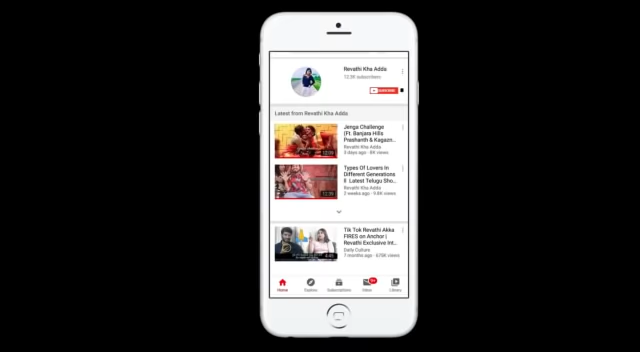 Revathi Kha Adda
12.5K subscribers
SUBSCRIBE
Latest from Revathi Kha Adda
Jenga Challenge
(Ft. Banjara Hills
Prashanth & Kagazn...
Revathi Kha Adda
3 days ago · 8K views
12:05
Types Of Lovers In
Different Generations
Latest Telugu Sho...
Revathi Kha Adda
2 weeks ago · 9.8K views
Tik Tok Revathi Akka
FIRES on Anchor |
Revathi Exclusive Int...
Daily Culture
7 months ago · 678K views
Home
Explore
Subscriptions
Inbox
Library